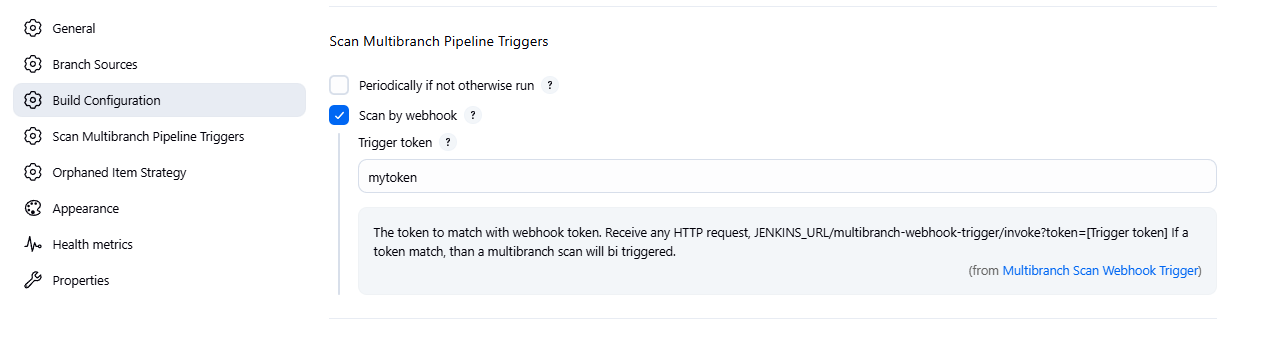 General
Branch Sources
Build Configuration
Scan Multibranch Pipeline Triggers
Orphaned Item Strategy
Appearance
Health metrics
Properties
Scan Multibranch Pipeline Triggers
Periodically if not otherwise run ?
Scan by webhook ?
Trigger token ?
mytoken
The token to match with webhook token. Receive any HTTP request, JENKINS_URL/multibranch-webhook-trigger/invoke?token=[Trigger token] If a
token match, than a multibranch scan will bi triggered.
(from Multibranch Scan Webhook Trigger)